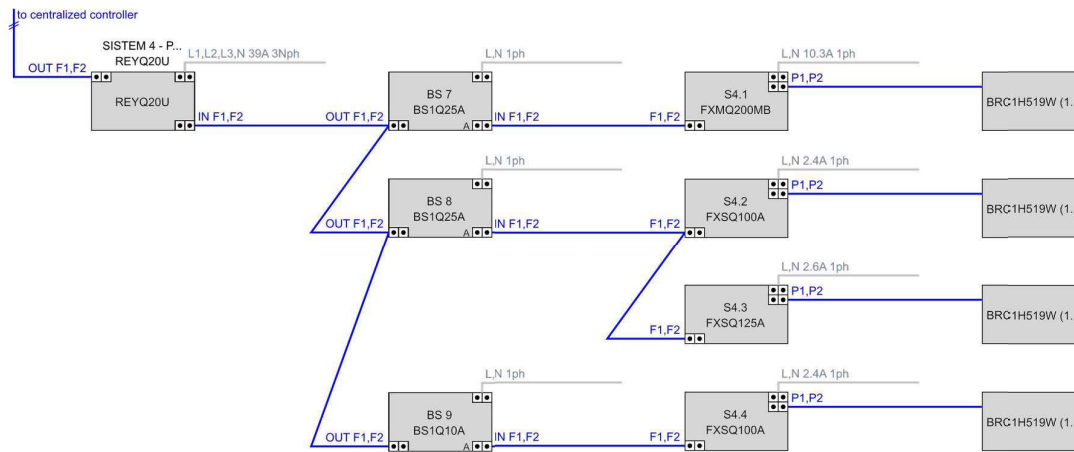 to centralized controller
SISTEM 4 - P...
REYQ20U
L1,L2,L3,N 39A 3Nph
OUT F1,F2
REYQ20U
IN F1,F2
L,N 1ph
OUT F1,F2
BS 7
BS1Q25A
A
IN F1,F2
L,N 10.3A 1ph
P1,P2
S4.1
FXMQ200MB
F1,F2
BRC1H519W (1.
L,N 1ph
OUT F1,F2
BS 8
BS1Q25A
A
IN F1,F2
L,N 2.4A 1ph
P1,P2
S4.2
FXSQ100A
F1,F2
BRC1H519W (1.
L,N 2.6A 1ph
P1,P2
S4.3
FXSQ125A
F1,F2
BRC1H519W (1.
L,N 1ph
OUT F1,F2
BS 9
BS1Q10A
A
IN F1,F2
L,N 2.4A 1ph
P1,P2
S4.4
FXSQ100A
F1,F2
BRC1H519W (1.